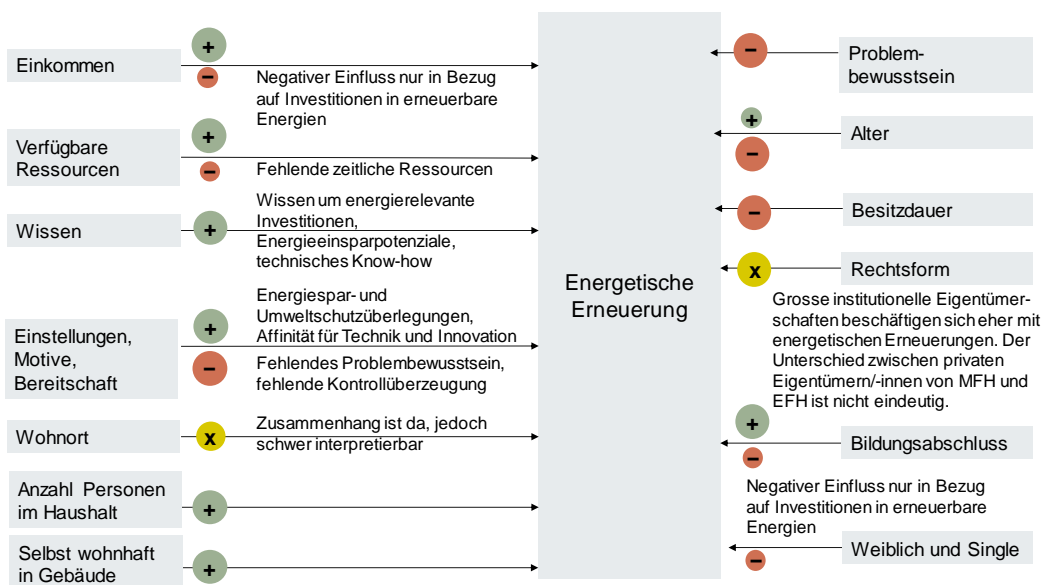 Einkommen
+
−
Negativer Einfluss nur in Bezug
auf Investitionen in erneuerbare
Energien
Verfügbare
Ressourcen
+
−
Fehlende zeitliche Ressourcen
Wissen
+
Wissen um energierelevante
Investitionen,
Energieeinsparpotenziale,
technisches Know-how
Einstellungen,
Motive,
Bereitschaft
+
−
Energiespar- und
Umweltschutzüberlegungen,
Affinität für Technik und Innovation
Fehlendes Problembewusstsein,
fehlende Kontrollüberzeugung
Wohnort
x
Zusammenhang ist da, jedoch
schwer interpretierbar
Anzahl Personen
im Haushalt
+
Selbst wohnhaft
in Gebäude
+
Energetische
Erneuerung
−
Problem-
bewusstsein
+
−
Alter
−
Besitzdauer
x
Rechtsform
Grosse institutionelle Eigentümer-
schaften beschäftigen sich eher mit
energetischen Erneuerungen. Der
Unterschied zwischen privaten
Eigentümern/-innen von MFH und
EFH ist nicht eindeutig.
+
−
Bildungsabschluss
Negativer Einfluss nur in Bezug
auf Investitionen in erneuerbare
Energien
−
Weiblich und Single